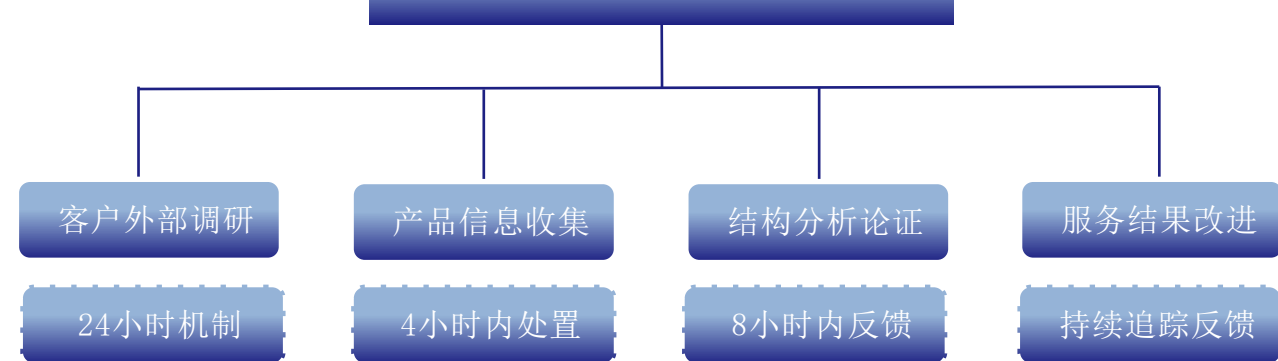 客户外部调研
产品信息收集
结构分析论证
服务结果改进
24小时机制
4小时内处置
8小时内反馈
持续追踪反馈